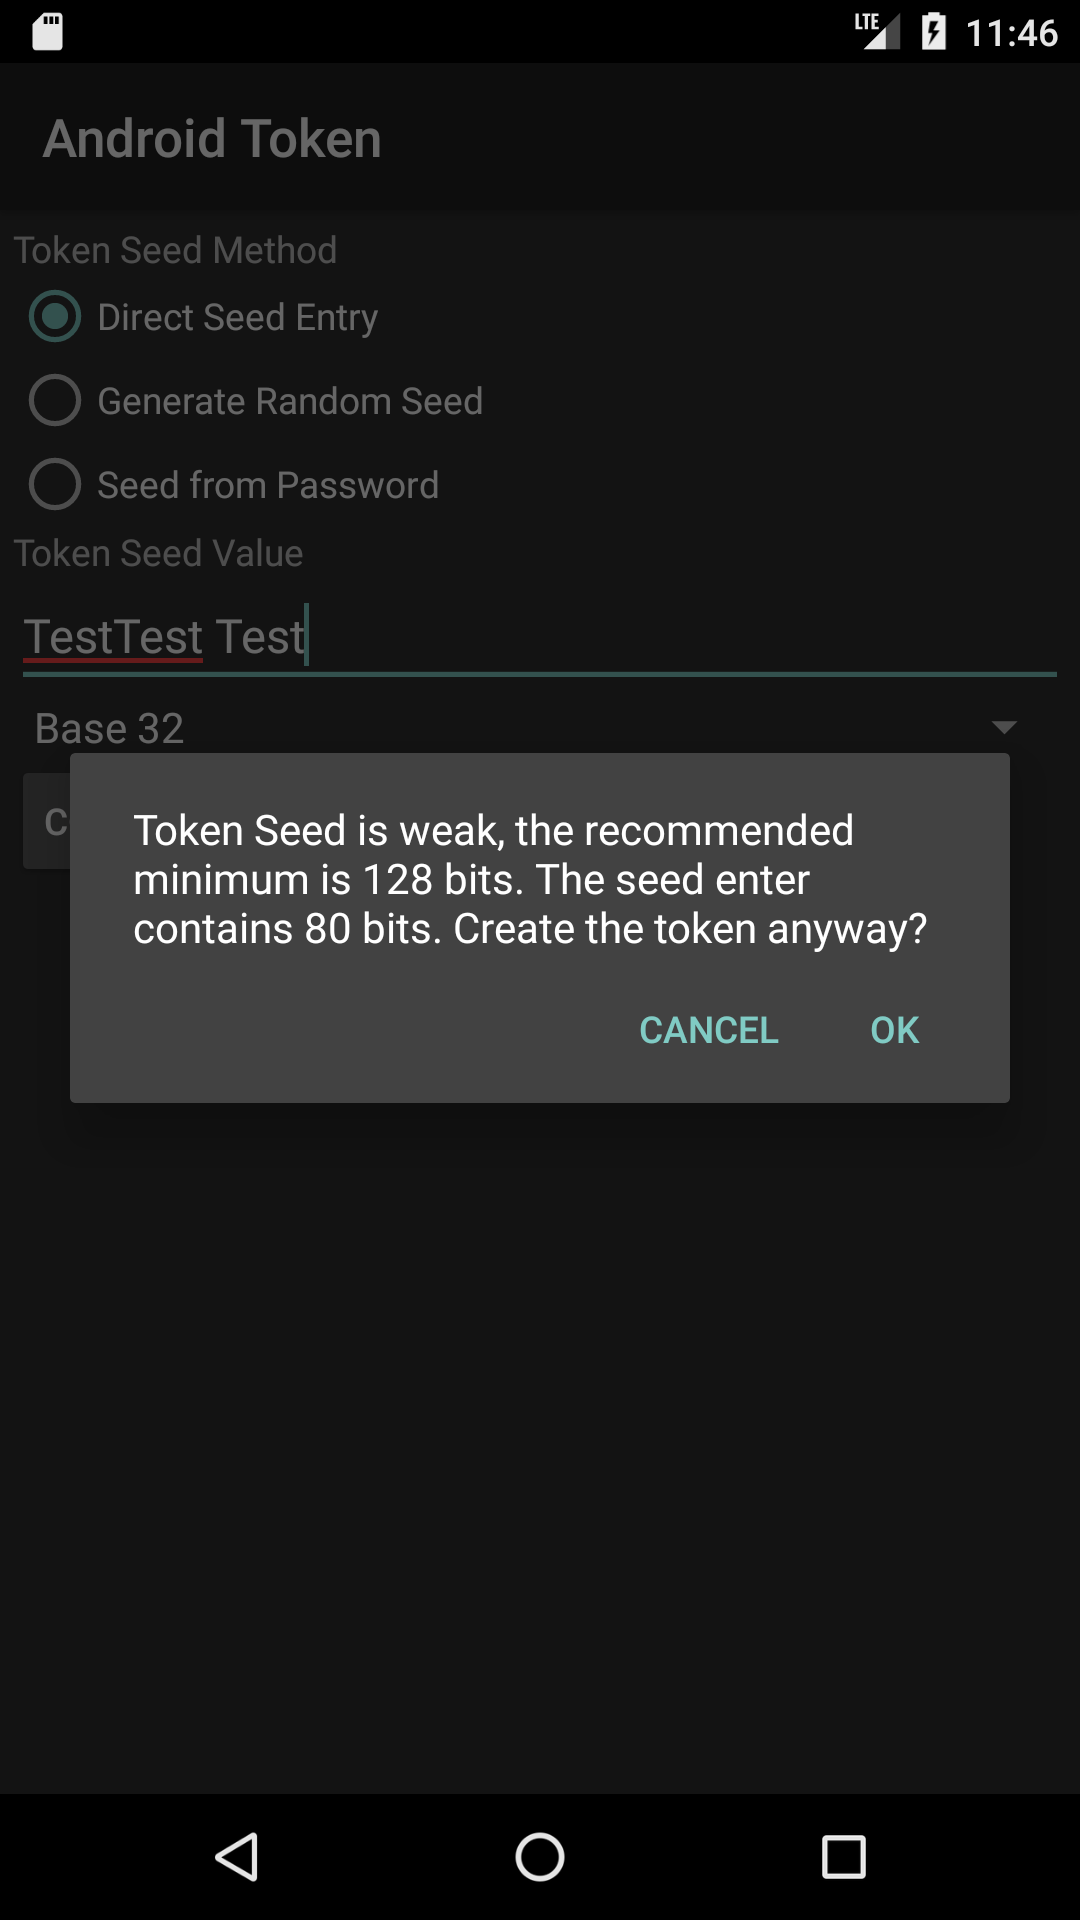 LTE 11:46
Android Token
Token Seed Method
Direct Seed Entry
Generate Random Seed
Seed from Password
Token Seed Value
TestTest Test
Base 32
C
Token Seed is weak, the recommended
minimum is 128 bits. The seed enter
contains 80 bits. Create the token anyway?
CANCEL OK